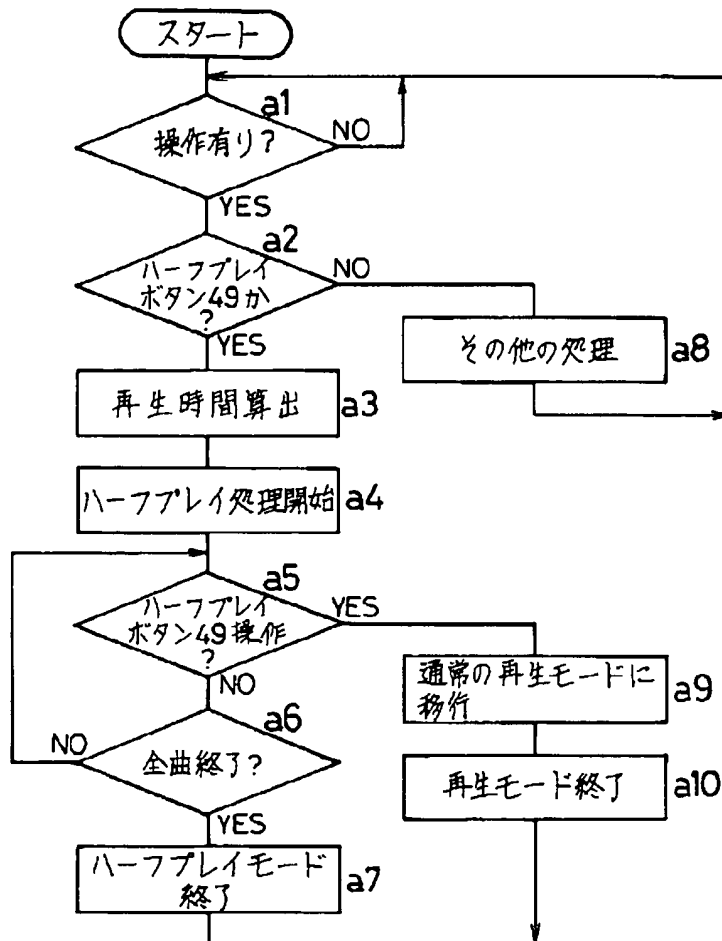 スタート
a1
操作有り?
NO
YES
a2
ハーフプレイ
ボタン49か
?
NO
YES
その他の処理
a8
再生時間算出
a3
ハーフプレイ処理開始
a4
a5
ハーフプレイ
ボタン49操作
?
YES
NO
通常の再生モードに
移行
a9
a6
全曲終了?
NO
YES
再生モード終了
a10
ハーフプレイモード
終了
a7